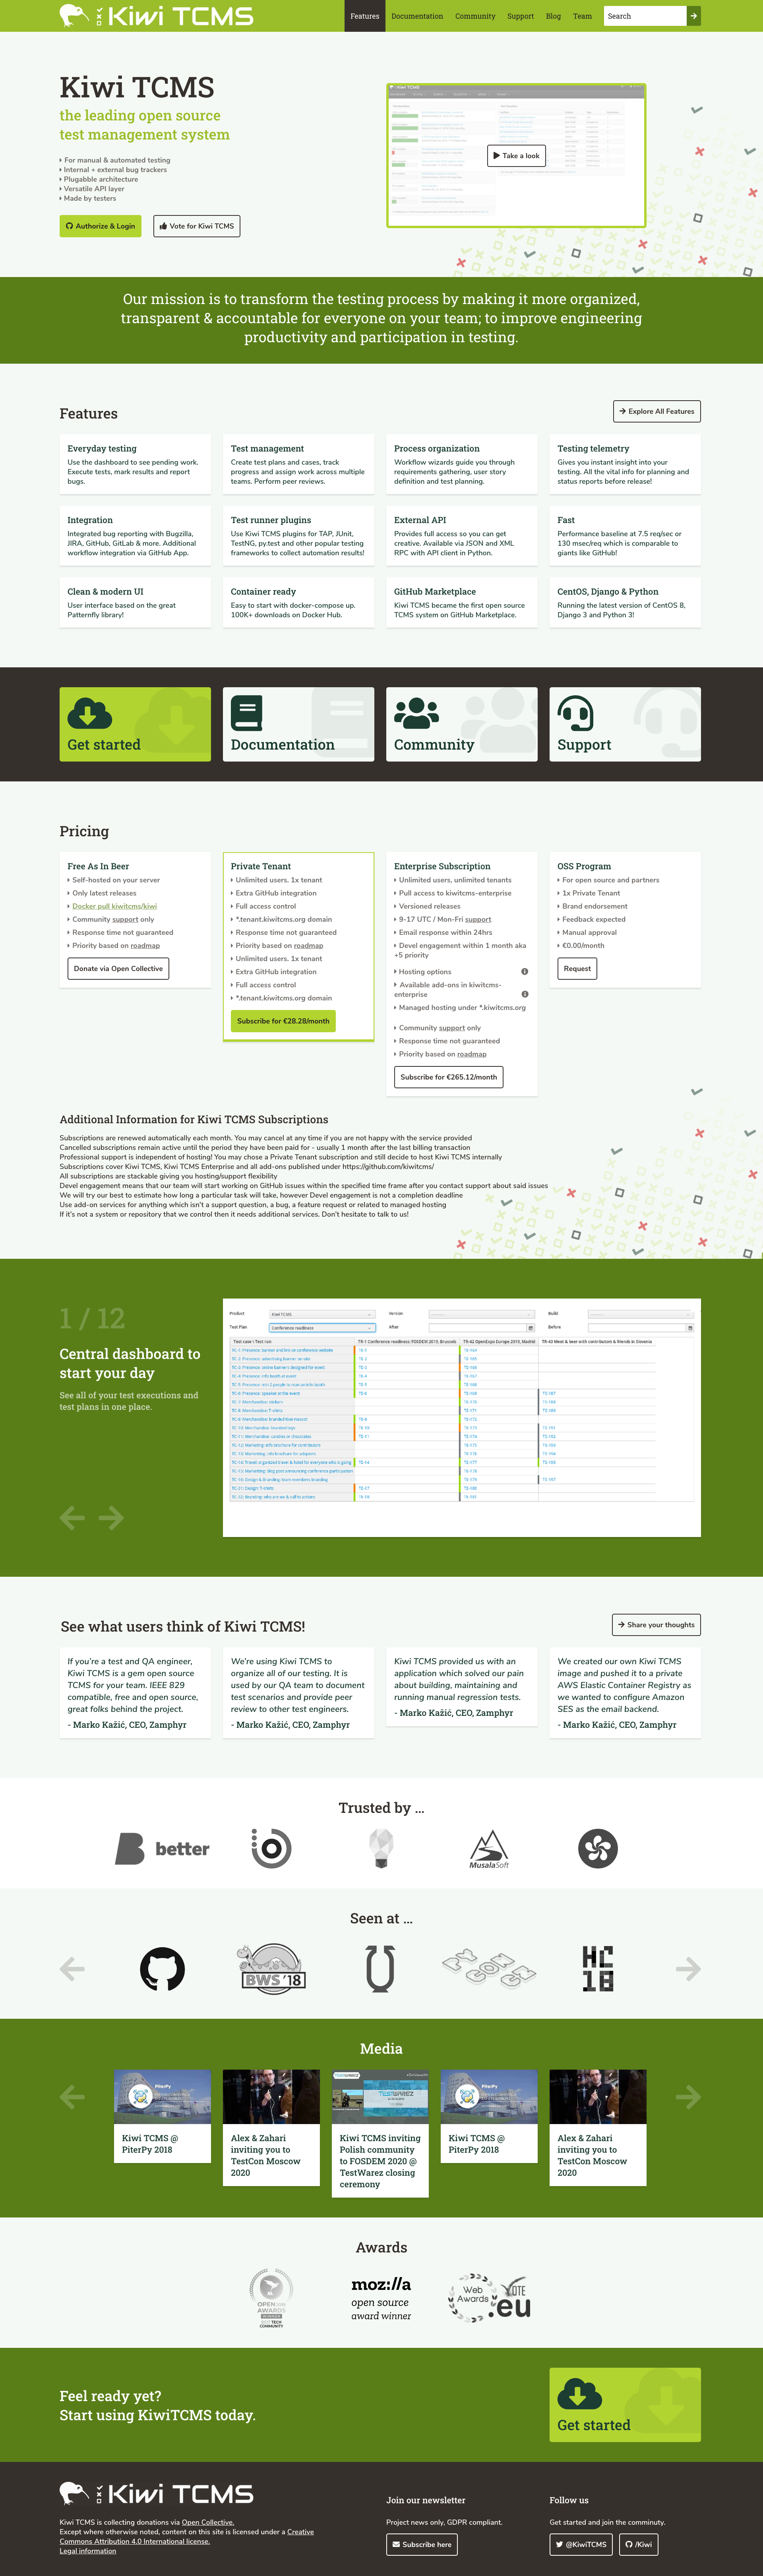 Kiwi TCMS
Features Documentation Community Support Blog Team Search
Kiwi TCMS
the leading open source
test management system
For manual & automated testing
Internal + external bug trackers
Plugabble architecture
Versatile API layer
Made by testers
Authorize & Login Vote for Kiwi TCMS
Take a look
Our mission is to transform the testing process by making it more organized,
transparent & accountable for everyone on your team; to improve engineering
productivity and participation in testing.
Features
Explore All Features
Everyday testing
Use the dashboard to see pending work.
Execute tests, mark results and report
bugs.
Test management
Create test plans and cases, track
progress and assign work across multiple
teams. Perform peer reviews.
Process organization
Workflow wizards guide you through
requirements gathering, user story
definition and test planning.
Testing telemetry
Gives you instant insight into your
testing. All the vital info for planning and
status reports before release!
Integration
Integrated bug reporting with Bugzilla,
JIRA, GitHub, GitLab & more. Additional
workflow integration via GitHub App.
Test runner plugins
Use Kiwi TCMS plugins for TAP, JUnit,
TestNG, py.test and other popular testing
frameworks to collect automation results!
External API
Provides full access so you can get
creative. Available via JSON and XML
RPC with API client in Python.
Fast
Performance baseline at 7.5 req/sec or
130 msec/req which is comparable to
giants like GitHub!
Clean & modern UI
User interface based on the great
Patternfly library!
Container ready
Easy to start with docker-compose up.
100K+ downloads on Docker Hub.
GitHub Marketplace
Kiwi TCMS became the first open source
TCMS system on GitHub Marketplace.
CentOS, Django & Python
Running the latest version of CentOS 8,
Django 3 and Python 3!
Get started
Documentation
Community
Support
Pricing
Free As In Beer
Self-hosted on your server
Only latest releases
Docker pull kiwitcms/kiwi
Community support only
Response time not guaranteed
Priority based on roadmap
Donate via Open Collective
Private Tenant
Unlimited users. 1x tenant
Extra GitHub integration
Full access control
*.tenant.kiwitcms.org domain
Response time not guaranteed
Priority based on roadmap
Unlimited users. 1x tenant
Extra GitHub integration
Full access control
*.tenant.kiwitcms.org domain
Subscribe for €28.28/month
Enterprise Subscription
Unlimited users, unlimited tenants
Pull access to kiwitcms-enterprise
Versioned releases
9-17 UTC / Mon-Fri support
Email response within 24hrs
Devel engagement within 1 month aka
+5 priority
Hosting options
Available add-ons in kiwitcms-
enterprise
Managed hosting under *.kiwitcms.org
Community support only
Response time not guaranteed
Priority based on roadmap
Subscribe for €265.12/month
OSS Program
For open source and partners
1x Private Tenant
Brand endorsement
Feedback expected
Manual approval
€0.00/month
Request
Additional Information for Kiwi TCMS Subscriptions
Subscriptions are renewed automatically each month. You may cancel at any time if you are not happy with the service provided
Cancelled subscriptions remain active until the period they have been paid for - usually 1 month after the last billing transaction
Professional support is independent of hosting! You may choose a Private Tenant subscription and still decide to host Kiwi TCMS internally
Subscriptions cover Kiwi TCMS, Kiwi TCMS Enterprise and all add-ons published under https://github.com/kiwitcms/
All subscriptions are stackable giving you hosting/support flexibility
Devel engagement means that our team will start working on GitHub issues within the specified time frame after you contact support about said issues
We will try our best to estimate how long a particular task will take, however Devel engagement is not a completion deadline
Use add-on services for anything which isn't a support question, a bug, a feature request or related to managed hosting
If it's not a system or repository that we control then it needs additional services. Don't hesitate to talk to us!
1 / 12
Central dashboard to
start your day
See all of your test executions and
test plans in one place.
Product Kiwi TCMS Version Build
Test Plan Conference readiness After Before
See what users think of Kiwi TCMS!
Share your thoughts
If you're a test and QA engineer,
Kiwi TCMS is a gem open source
TCMS for your team. IEEE 829
compatible, free and open source,
great folks behind the project.
- Marko Kažić, CEO, Zamphyr
We're using Kiwi TCMS to
organize all of our testing. It is
used by our QA team to document
test scenarios and provide peer
review to other test engineers.
- Marko Kažić, CEO, Zamphyr
Kiwi TCMS provided us with an
application which solved our pain
about building, maintaining and
running manual regression tests.
- Marko Kažić, CEO, Zamphyr
We created our own Kiwi TCMS
image and pushed it to a private
AWS Elastic Container Registry as
we wanted to configure Amazon
SES as the email backend.
- Marko Kažić, CEO, Zamphyr
Trusted by ...
better
MusalaSoft
Seen at ...
BWS '18
PYCON CZ
HC
18
Media
Kiwi TCMS @
PiterPy 2018
Alex & Zahari
inviting you to
TestCon Moscow
2020
Kiwi TCMS inviting
Polish community
to FOSDEM 2020 @
TestWarez closing
ceremony
Kiwi TCMS @
PiterPy 2018
Alex & Zahari
inviting you to
TestCon Moscow
2020
Awards
moz://a
open source
award winner
Web
Awards
VOTE
.eu
Feel ready yet?
Start using KiwiTCMS today.
Get started
Kiwi TCMS
Kiwi TCMS is collecting donations via Open Collective.
Except where otherwise noted, content on this site is licensed under a Creative
Commons Attribution 4.0 International license.
Legal information
Join our newsletter
Project news only, GDPR compliant.
Subscribe here
Follow us
Get started and join the comminuty.
@KiwiTCMS /Kiwi